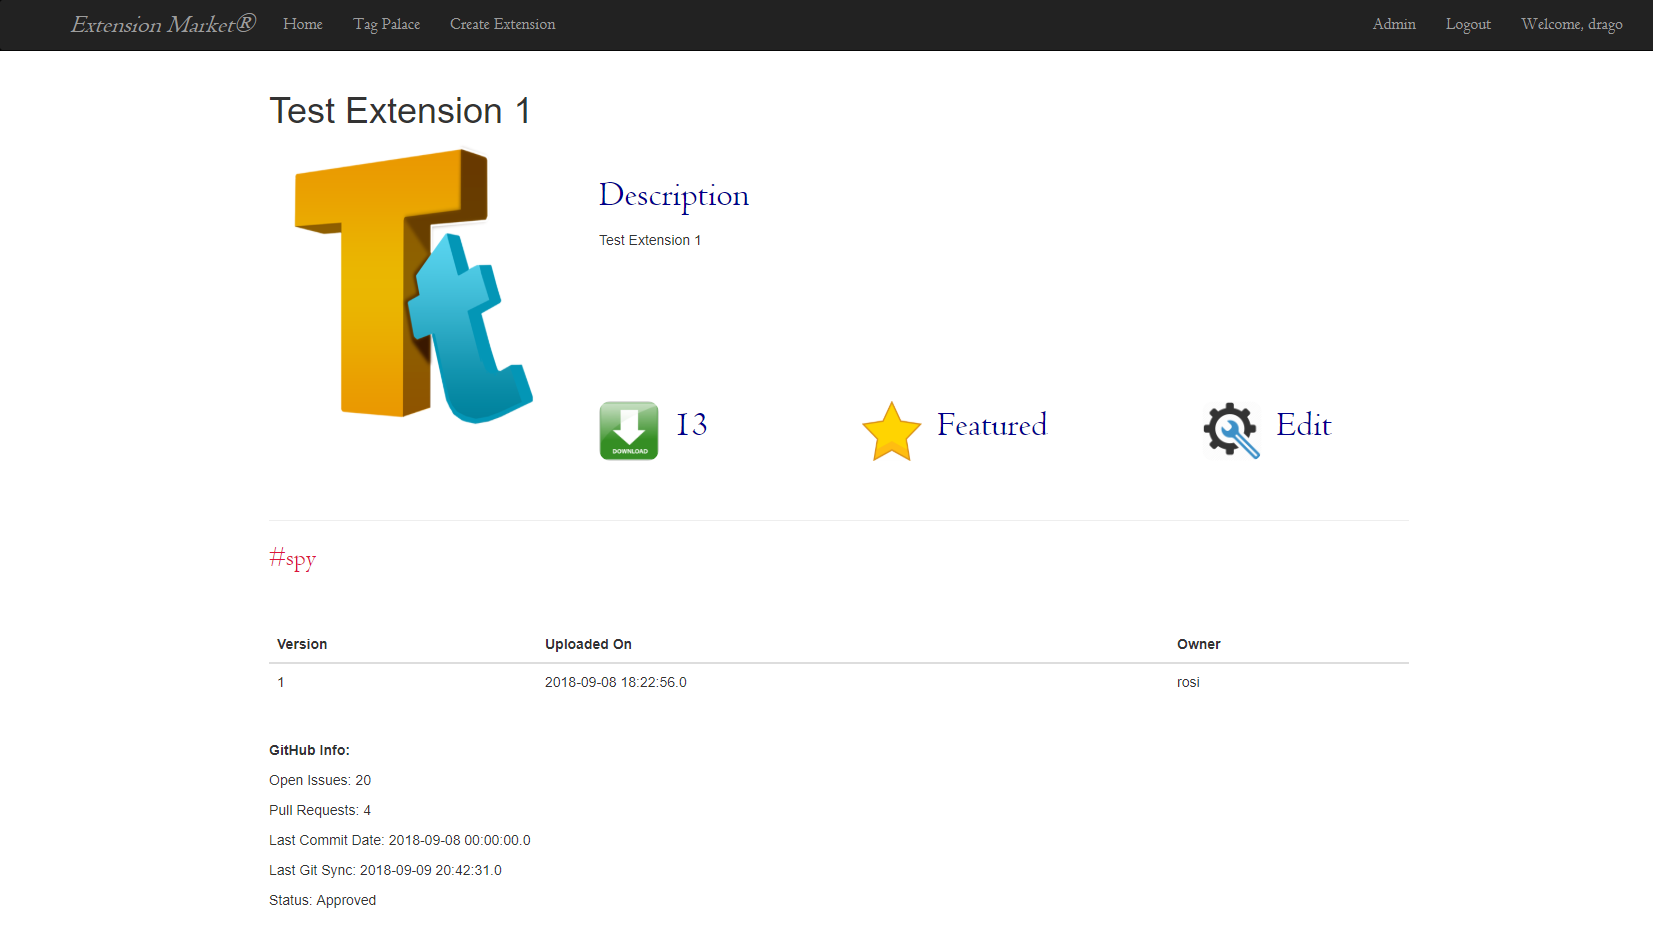 Extension Market® Home Tag Palace Create Extension Admin Logout Welcome, drago
Test Extension 1
Tt
Description
Test Extension 1
DOWNLOAD 13 Featured Edit
#spy
Version Uploaded On Owner
1 2018-09-08 18:22:56.0 rosi
GitHub Info:
Open Issues: 20
Pull Requests: 4
Last Commit Date: 2018-09-08 00:00:00.0
Last Git Sync: 2018-09-09 20:42:31.0
Status: Approved